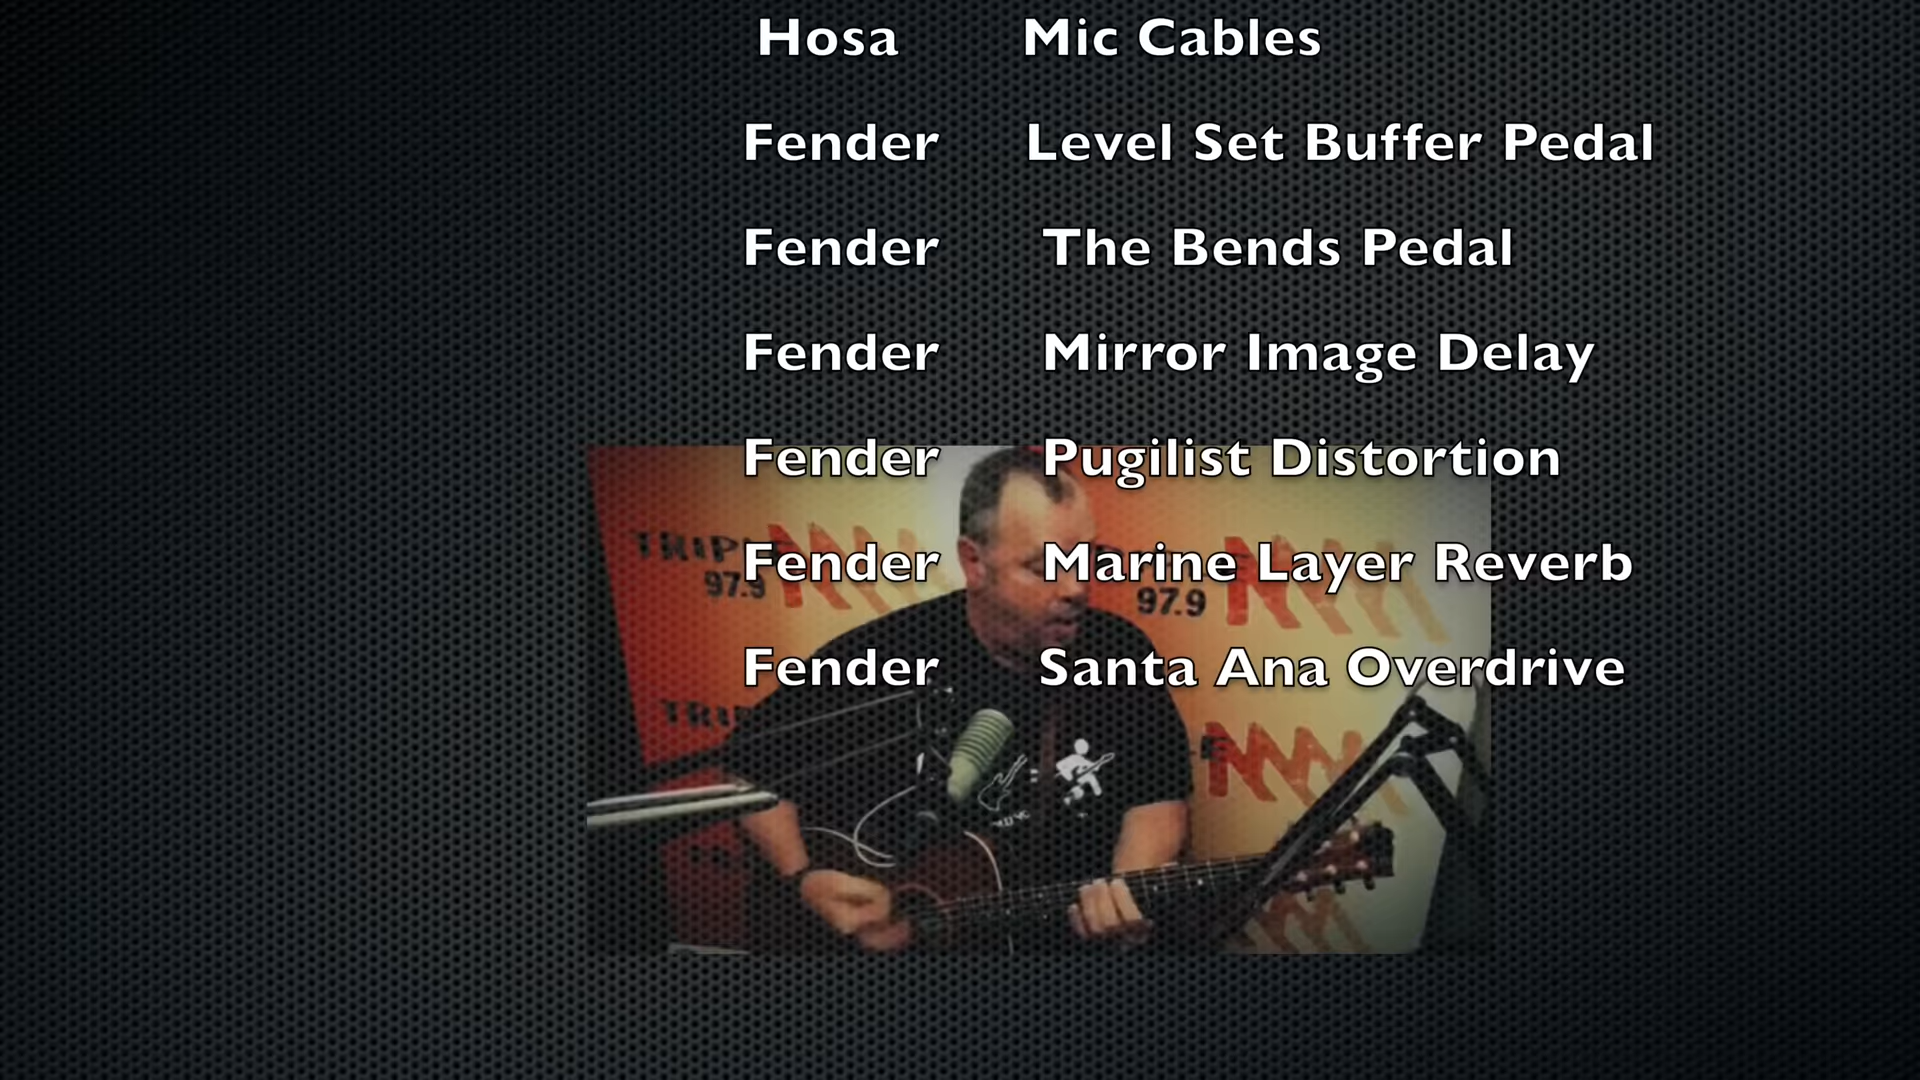 Hosa Mic Cables
Fender Level Set Buffer Pedal
Fender The Bends Pedal
Fender Mirror Image Delay
Fender Pugilist Distortion
Fender Marine Layer Reverb
Fender Santa Ana Overdrive
97.9
97.9